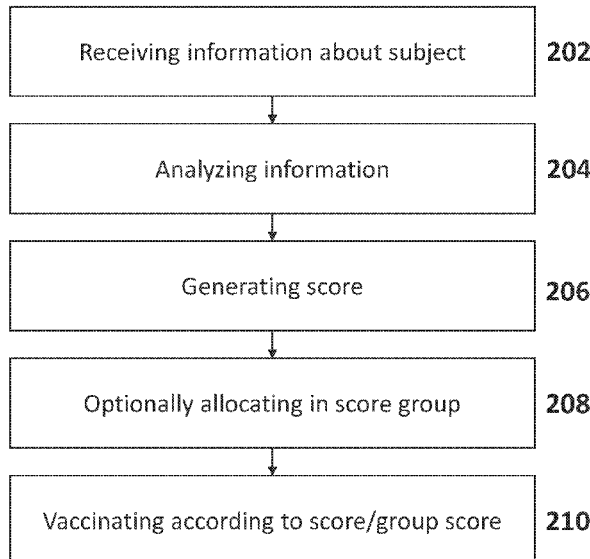 Receiving information about subject 202
Analyzing information 204
Generating score 206
Optionally allocating in score group 208
Vaccinating according to score/group score 210